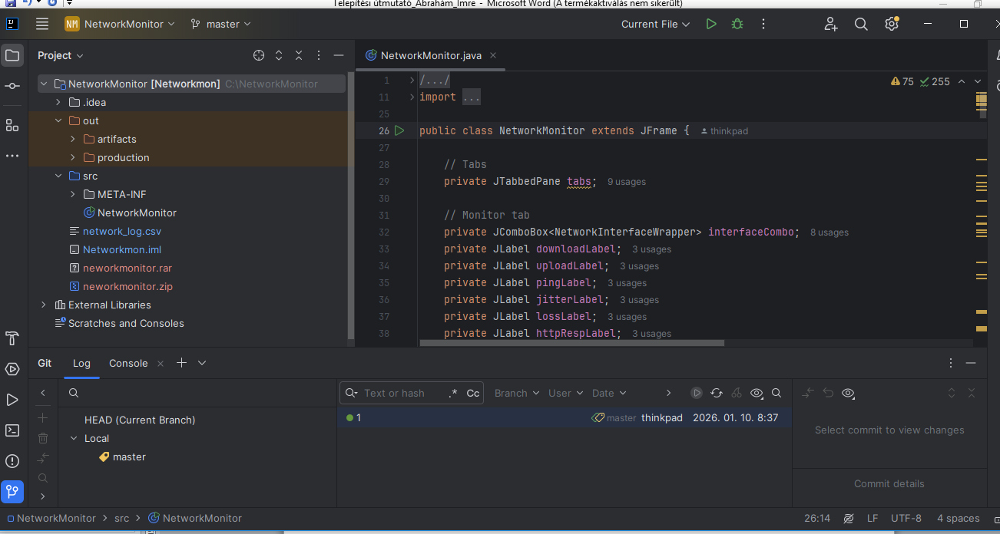 Telepítési útmutató_Ábrahám_Imre - Microsoft Word (A termékaktiválás nem sikerült)
NM NetworkMonitor master Current File
Project
NetworkMonitor.java
NetworkMonitor [Networkmon] C:\NetworkMonitor
.idea
out
artifacts
production
src
META-INF
NetworkMonitor
network_log.csv
Networkmon.iml
neworkmonitor.rar
neworkmonitor.zip
External Libraries
Scratches and Consoles
75 255
1 /.../
11 import ...
25
26 public class NetworkMonitor extends JFrame { thinkpad
27
28 // Tabs
29 private JTabbedPane tabs; 9 usages
30
31 // Monitor tab
32 private JComboBox<NetworkInterfaceWrapper> interfaceCombo; 8 usages
33 private JLabel downloadLabel; 3 usages
34 private JLabel uploadLabel; 3 usages
35 private JLabel pingLabel; 3 usages
36 private JLabel jitterLabel; 3 usages
37 private JLabel lossLabel; 3 usages
38 private JLabel httpRespLabel; 3 usages
Git Log Console
HEAD (Current Branch)
Local
master
Text or hash .* Cc Branch User Date
1 master thinkpad 2026. 01. 10. 8:37
Select commit to view changes
Commit details
NetworkMonitor > src > NetworkMonitor
26:14 LF UTF-8 4 spaces